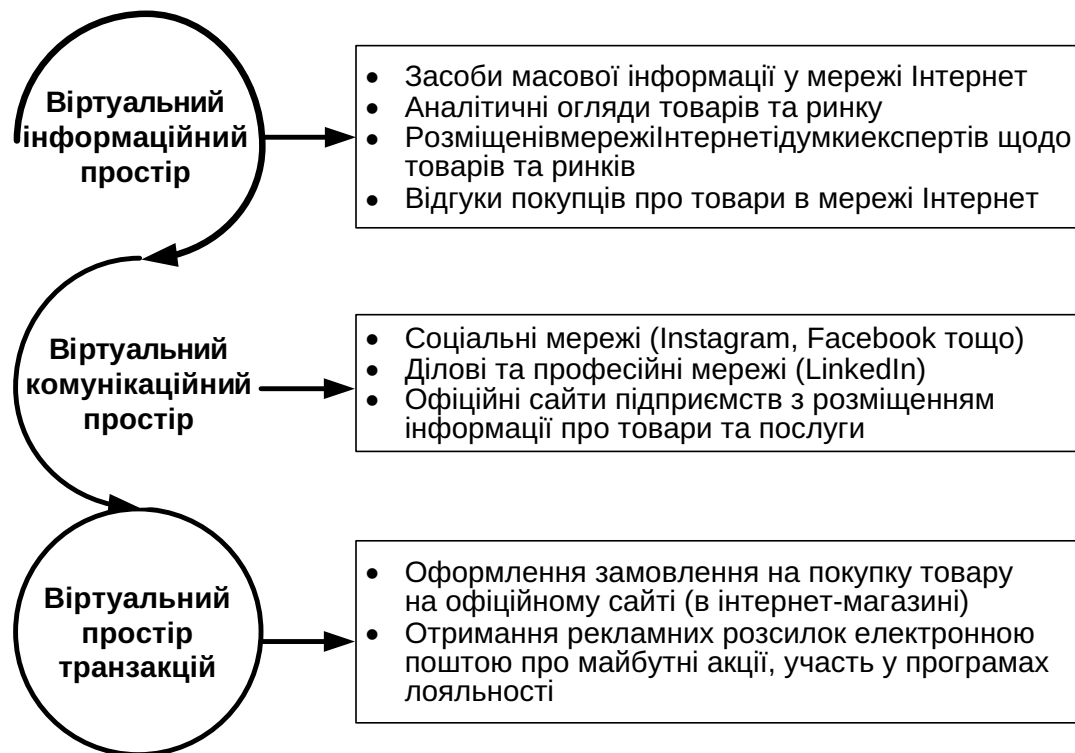 Віртуальний
інформаційний
простір
• Засоби масової інформації у мережі Інтернет
• Аналітичні огляди товарів та ринку
• РозміщенівмережіІнтернетідумкиекспертів щодо
товарів та ринків
• Відгуки покупців про товари в мережі Інтернет
Віртуальний
комунікаційний
простір
• Соціальні мережі (Instagram, Facebook тощо)
• Ділові та професійні мережі (LinkedIn)
• Офіційні сайти підприємств з розміщенням
інформації про товари та послуги
Віртуальний
простір
транзакцій
• Оформлення замовлення на покупку товару
на офіційному сайті (в інтернет-магазині)
• Отримання рекламних розсилок електронною
поштою про майбутні акції, участь у програмах
лояльності